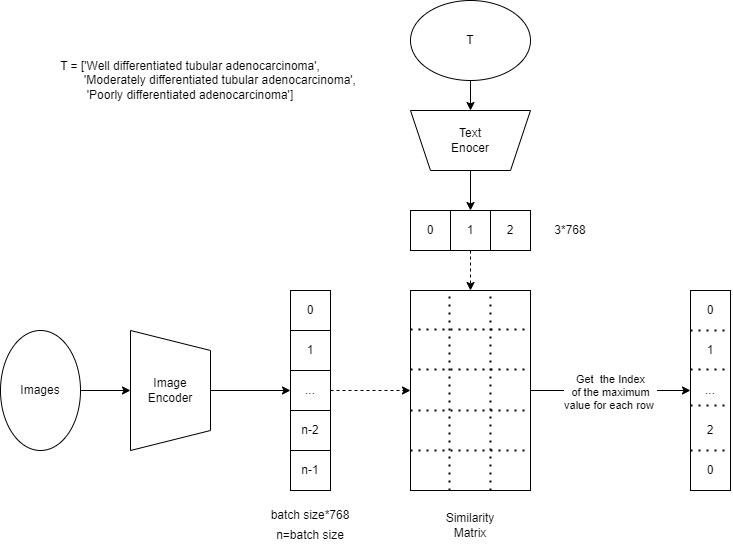 T
T = ['Well differentiated tubular adenocarcinoma',
'Moderately differentiated tubular adenocarcinoma',
'Poorly differentiated adenocarcinoma']
Text
Enocer
0 1 2
3*768
Images
Image
Encoder
0
1
...
n-2
n-1
batch size*768
n=batch size
Similarity
Matrix
Get the Index
of the maximum
value for each row
0
1
...
2
0